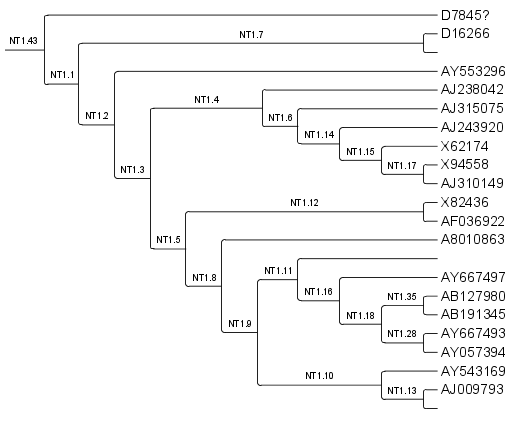 D7845?
D16266
NT1.43
NT1.7
NT1.1
AY553296
AJ238042
NT1.4
AJ315075
NT1.2
NT1.6
AJ243920
NT1.14
X62174
NT1.15
X94558
NT1.3
NT1.17
AJ310149
X82436
NT1.12
AF036922
A8010863
NT1.5
NT1.11
AY667497
NT1.8
NT1.16
NT1.35
AB127980
AB191345
NT1.18
NT1.9
AY667493
NT1.28
AY057394
AY543169
NT1.10
AJ009793
NT1.13